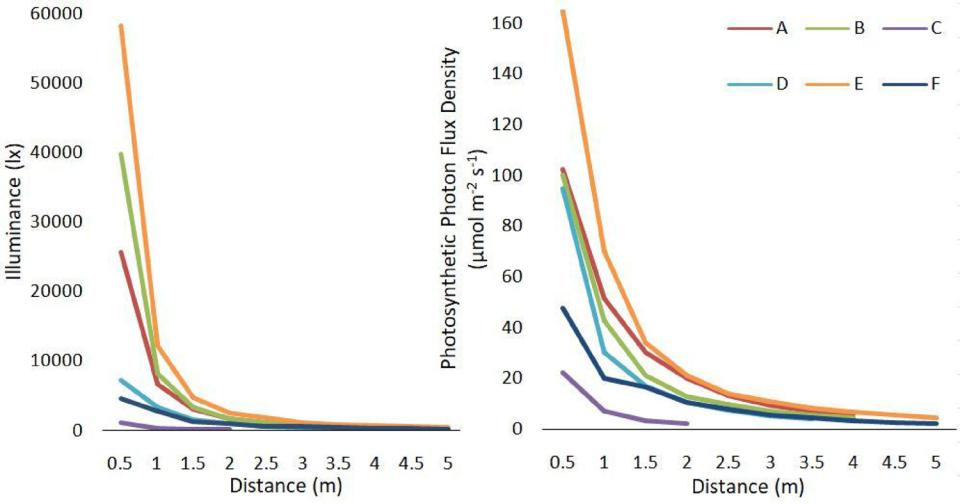 60000
50000
40000
30000
20000
10000
0
Illuminance (lx)
0.5 1 1.5 2 2.5 3 3.5 4 4.5 5
Distance (m)
160
140
120
100
80
60
40
20
0
Photosynthetic Photon Flux Density
(µmol m-2 s-1)
A B C
D E F
0.5 1 1.5 2 2.5 3 3.5 4 4.5 5
Distance (m)